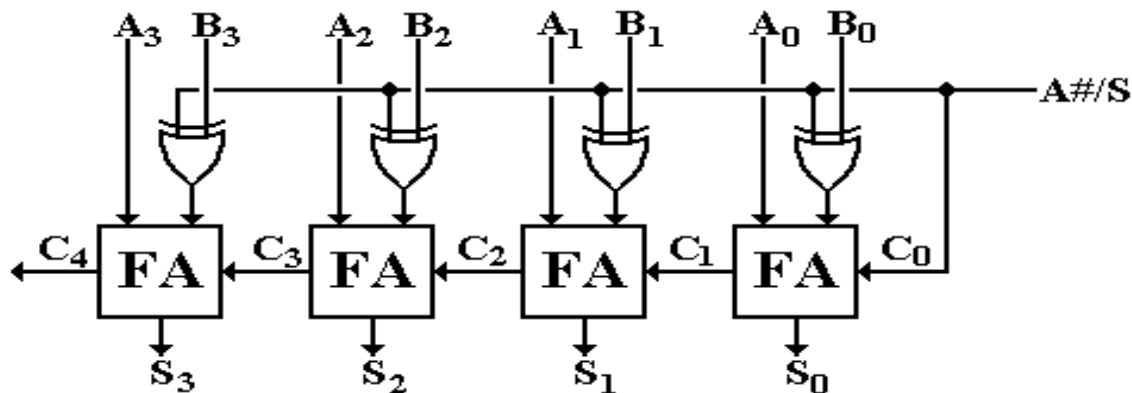 A₃ B₃ A₂ B₂ A₁ B₁ A₀ B₀
A#/S
C₄ FA C₃ FA C₂ FA C₁ FA C₀
S₃ S₂ S₁ S₀